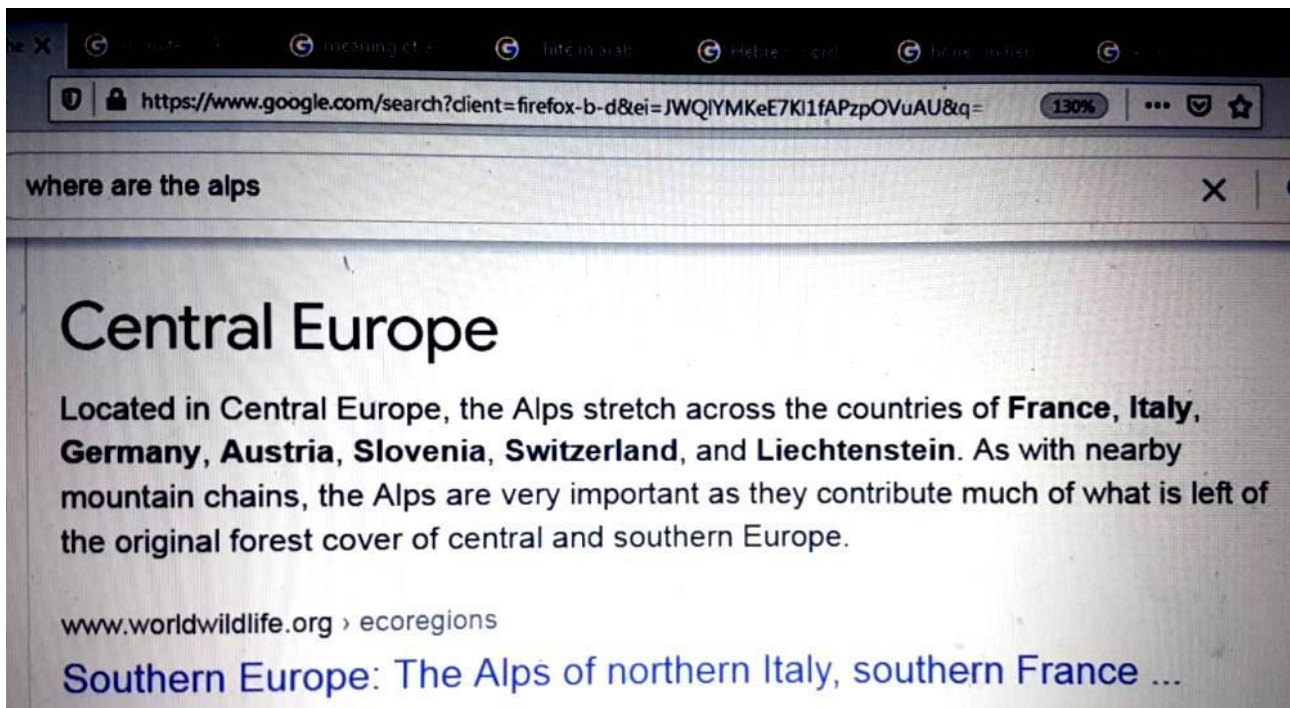 meaning of
https://www.google.com/search?client=firefox-b-d&ei= 130%
where are the alps
Central Europe
Located in Central Europe, the Alps stretch across the countries of France, Italy,
Germany, Austria, Slovenia, Switzerland, and Liechtenstein. As with nearby
mountain chains, the Alps are very important as they contribute much of what is left of
the original forest cover of central and southern Europe.
www.worldwildlife.org › ecoregions
Southern Europe: The Alps of northern Italy, southern France ...